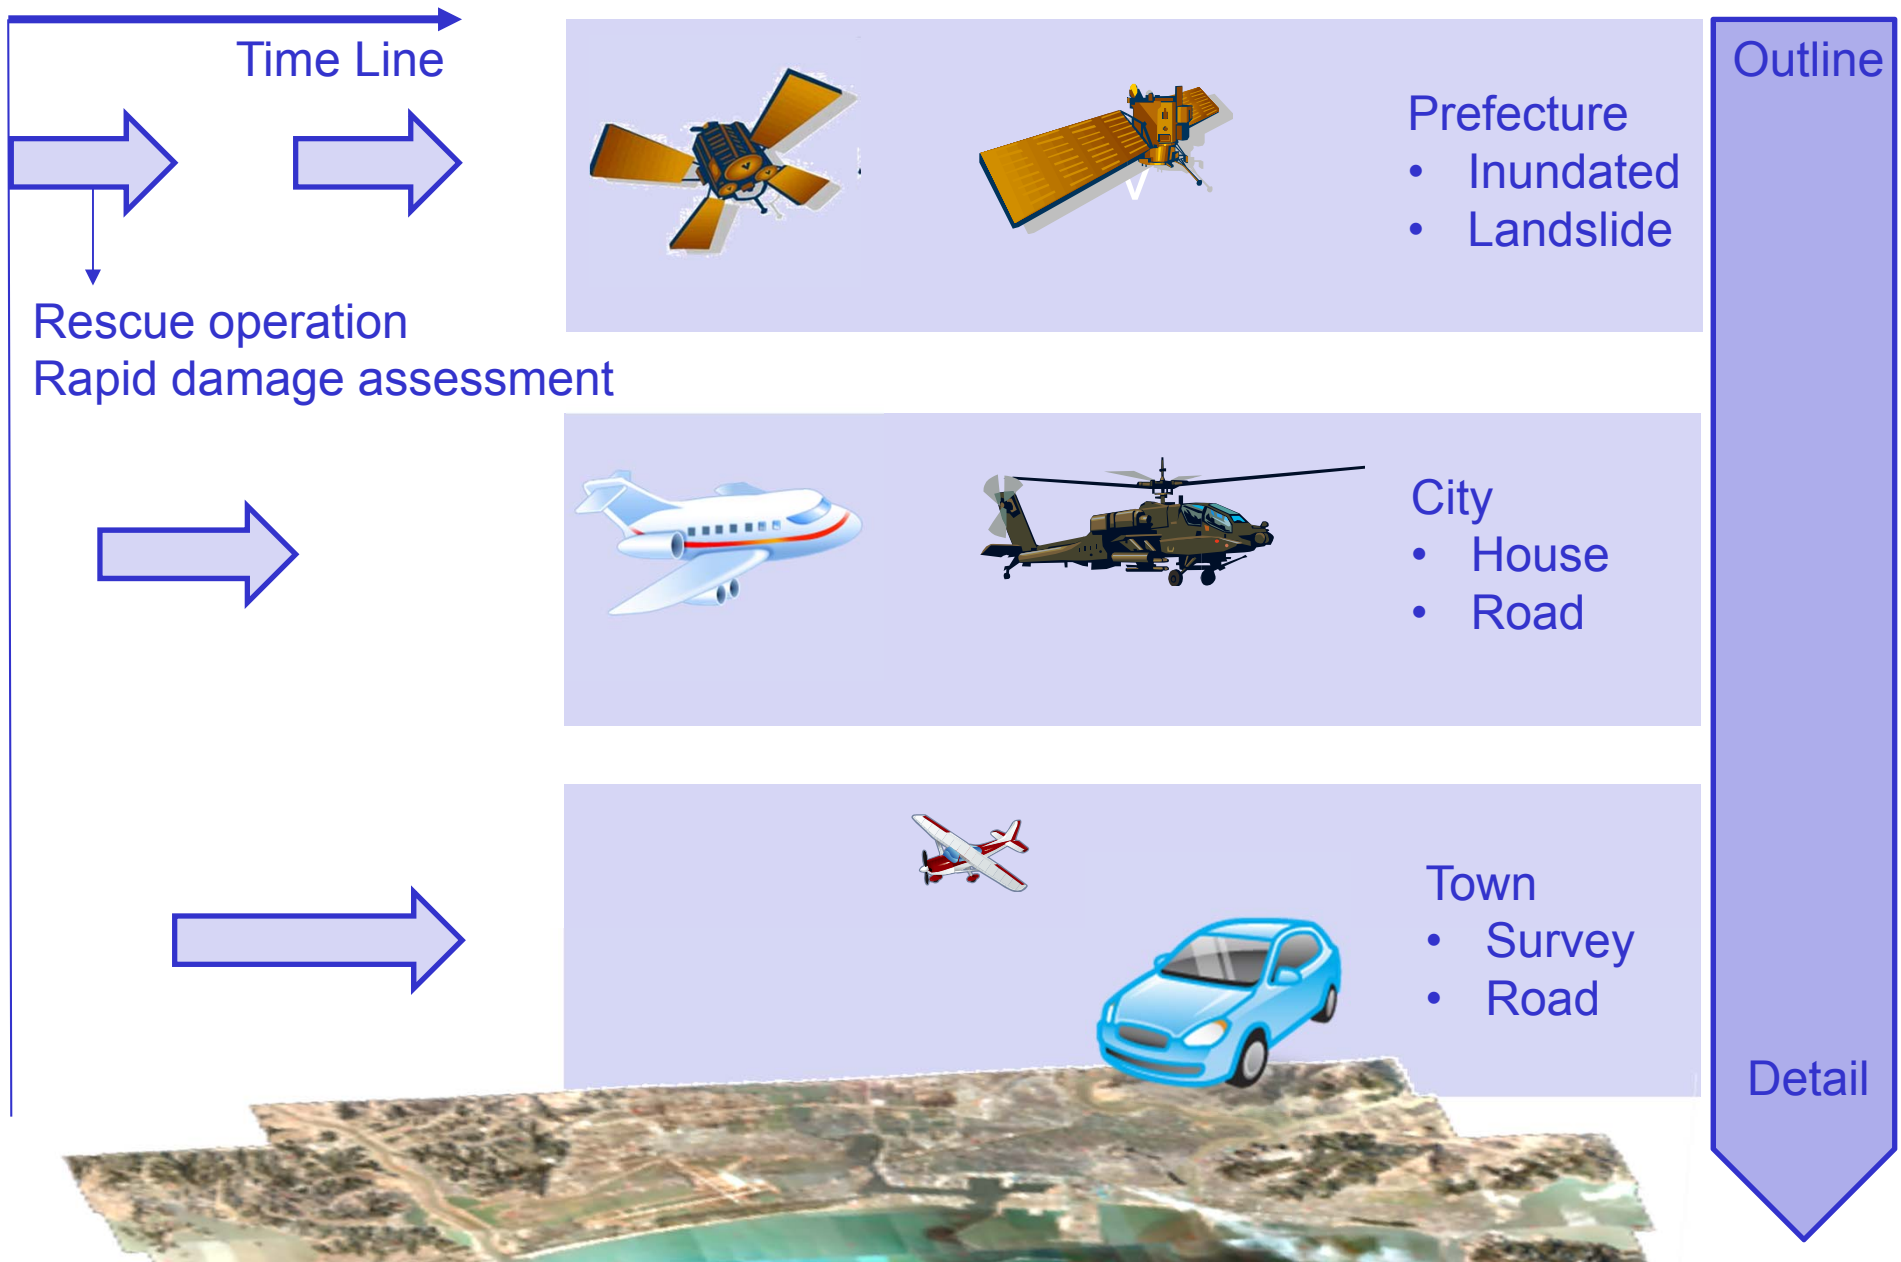 Time Line
Outline
Prefecture
• Inundated
• Landslide
Rescue operation
Rapid damage assessment
City
• House
• Road
Town
• Survey
• Road
Detail